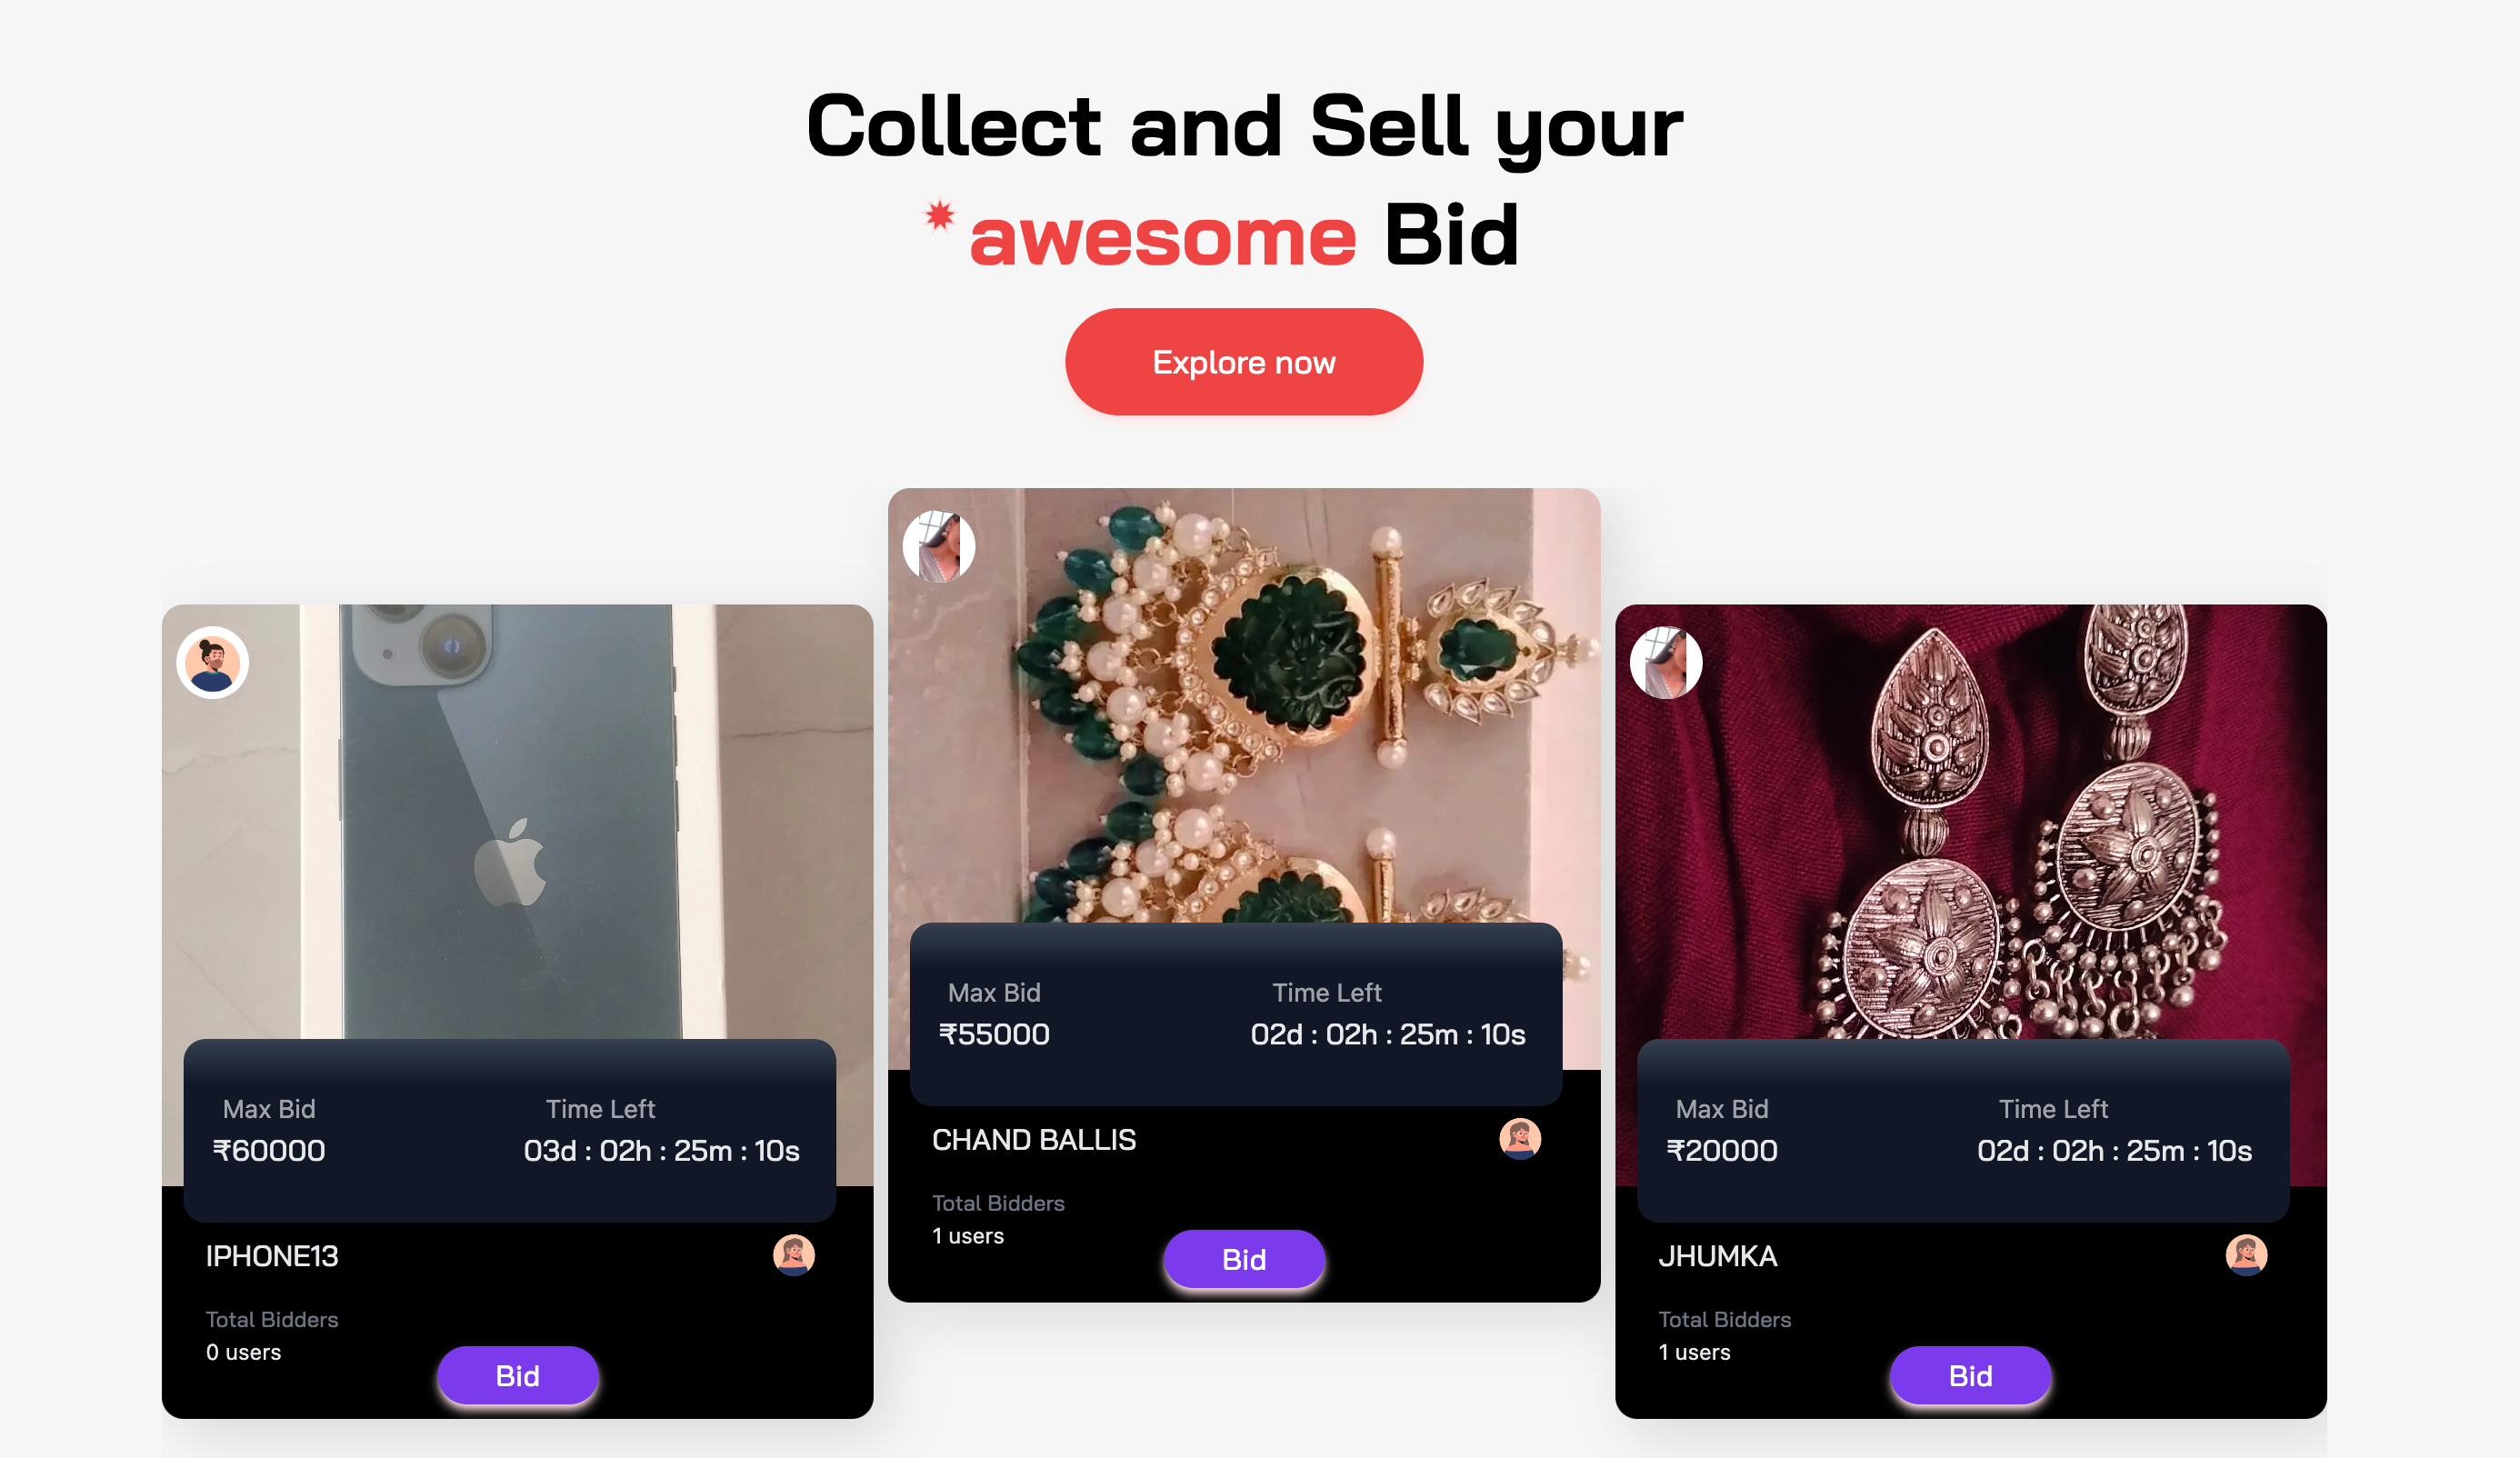 Collect and Sell your
awesome Bid
Explore now
Max Bid
₹60000
Time Left
03d : 02h : 25m : 10s
IPHONE13
Total Bidders
0 users
Bid
Max Bid
₹55000
Time Left
02d : 02h : 25m : 10s
CHAND BALLIS
Total Bidders
1 users
Bid
Max Bid
₹20000
Time Left
02d : 02h : 25m : 10s
JHUMKA
Total Bidders
1 users
Bid